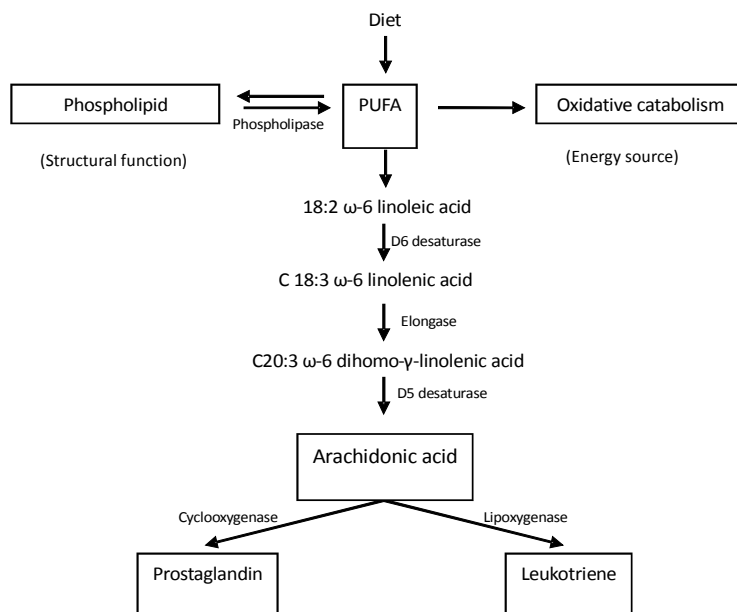 Diet
Phospholipid
PUFA
Oxidative catabolism
Phospholipase
(Structural function)
(Energy source)
18:2 ω-6 linoleic acid
D6 desaturase
C 18:3 ω-6 linolenic acid
Elongase
C20:3 ω-6 dihomo-γ-linolenic acid
D5 desaturase
Arachidonic acid
Cyclooxygenase
Lipoxygenase
Prostaglandin
Leukotriene